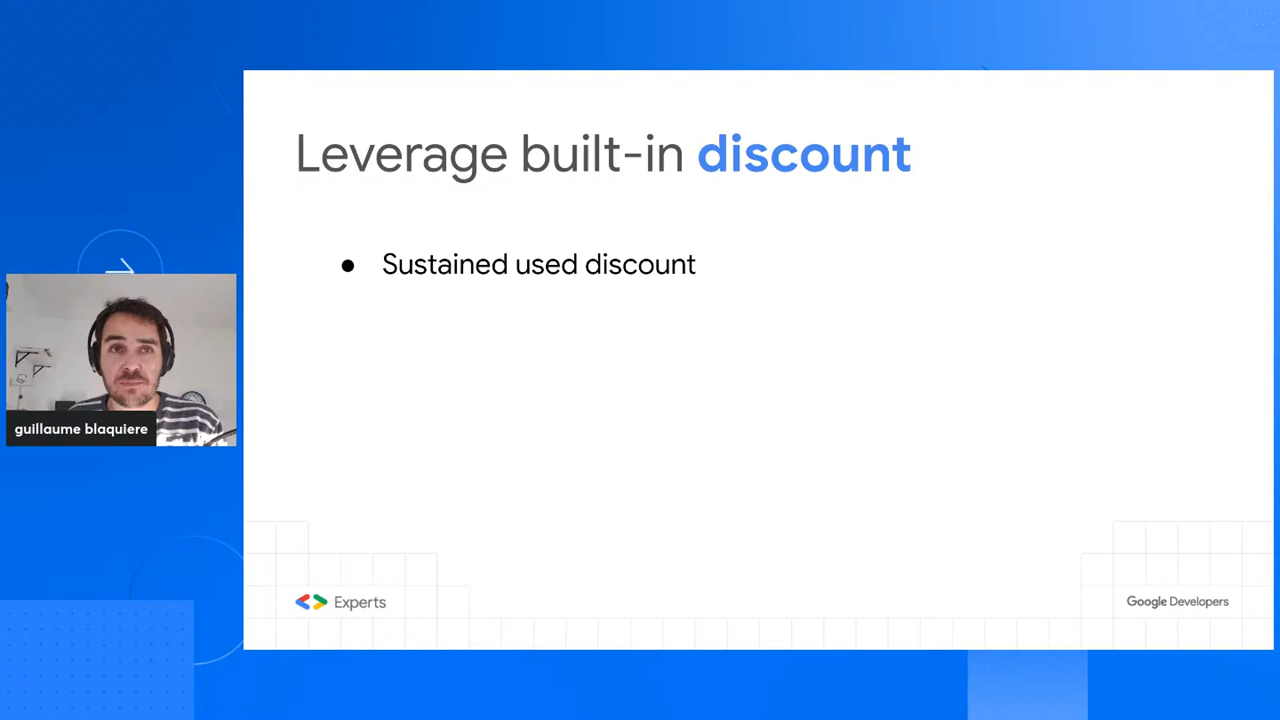 Leverage built-in discount
● Sustained used discount
guillaume blaquiere
Experts
Google Developers